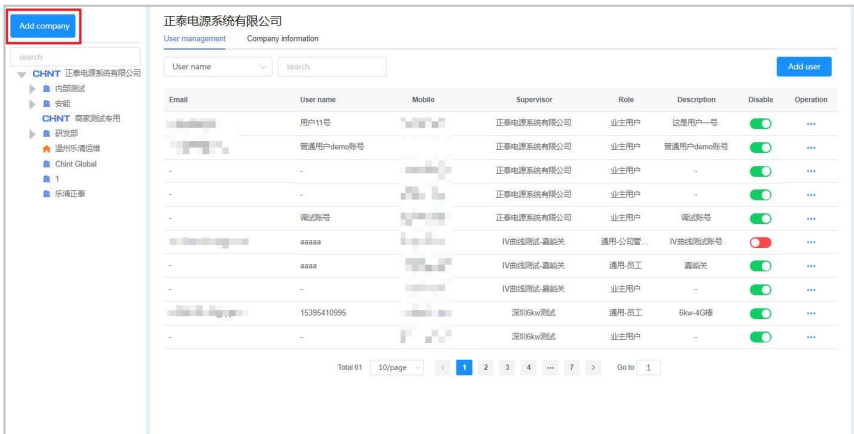 Add company
search
CHNT 正泰电源系统有限公司
内部测试
安能
CHNT 商家测试专用
研发部
温州乐清运维
Chint Global
1
乐清正泰
正泰电源系统有限公司
User management Company information
User name search Add user
Email User name Mobile Supervisor Role Description Disable Operation
用户11号 正泰电源系统有限公司 业主用户 这是用户一号 ...
普通用户demo账号 正泰电源系统有限公司 业主用户 普通用户demo账号 ...
- - 正泰电源系统有限公司 业主用户 - ...
- - 正泰电源系统有限公司 业主用户 - ...
- 调试账号 正泰电源系统有限公司 业主用户 调试账号 ...
aaaaa IV曲线测试-嘉峪关 通用-公司管... IV曲线测试账号 ...
- aaaa IV曲线测试-嘉峪关 通用-员工 嘉峪关 ...
- - IV曲线测试-嘉峪关 业主用户 - ...
15395410995 深圳6kw测试 通用-员工 6kw-4G棒 ...
- - 深圳6kw测试 业主用户 - ...
Total 61 10/page < 1 2 3 4 ... 7 > Go to 1